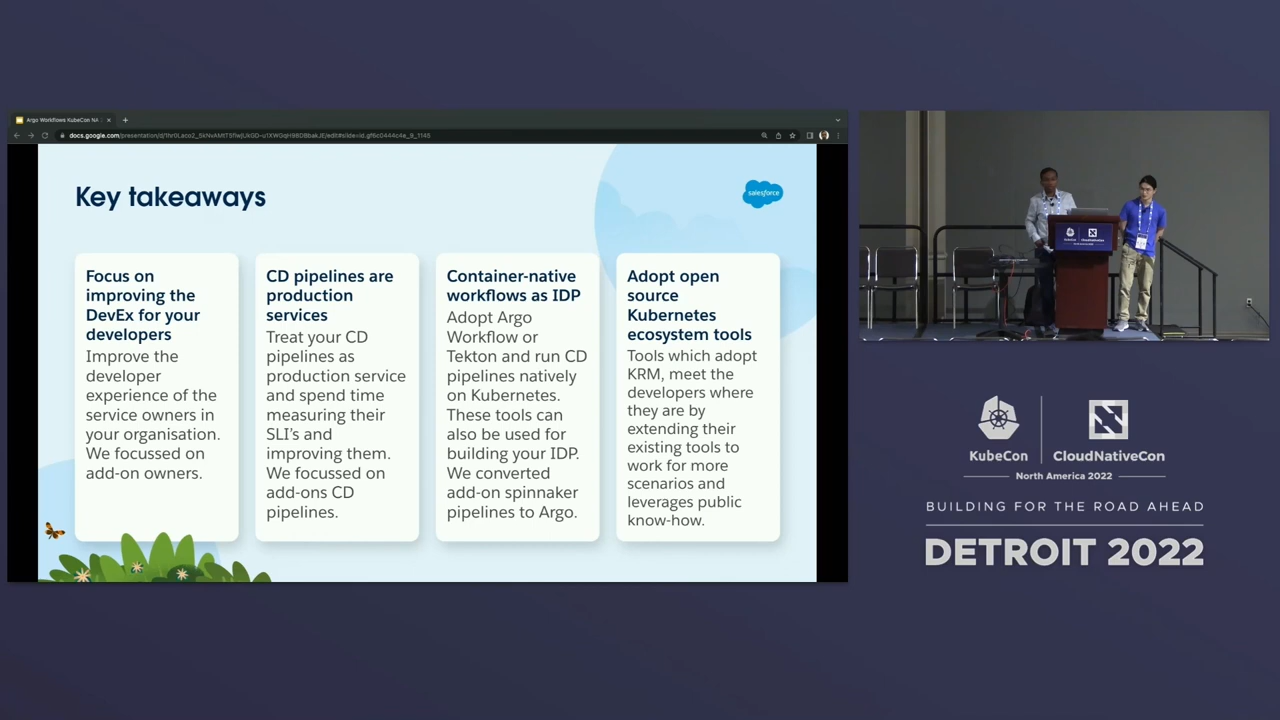 Argo Workflows KubeCon NA
Key takeaways
salesforce
Focus on
improving the
DevEx for your
developers
Improve the
developer
experience of the
service owners in
your organisation.
We focussed on
add-on owners.
CD pipelines are
production
services
Treat your CD
pipelines as
production service
and spend time
measuring their
SLI's and
improving them.
We focussed on
add-ons CD
pipelines.
Container-native
workflows as IDP
Adopt Argo
Workflow or
Tekton and run CD
pipelines natively
on Kubernetes.
These tools can
also be used for
building your IDP.
We converted
add-on spinnaker
pipelines to Argo.
Adopt open
source
Kubernetes
ecosystem tools
Tools which adopt
KRM, meet the
developers where
they are by
extending their
existing tools to
work for more
scenarios and
leverages public
know-how.
KubeCon
CloudNativeCon
KubeCon
CloudNativeCon
North America 2022
BUILDING FOR THE ROAD AHEAD
DETROIT 2022